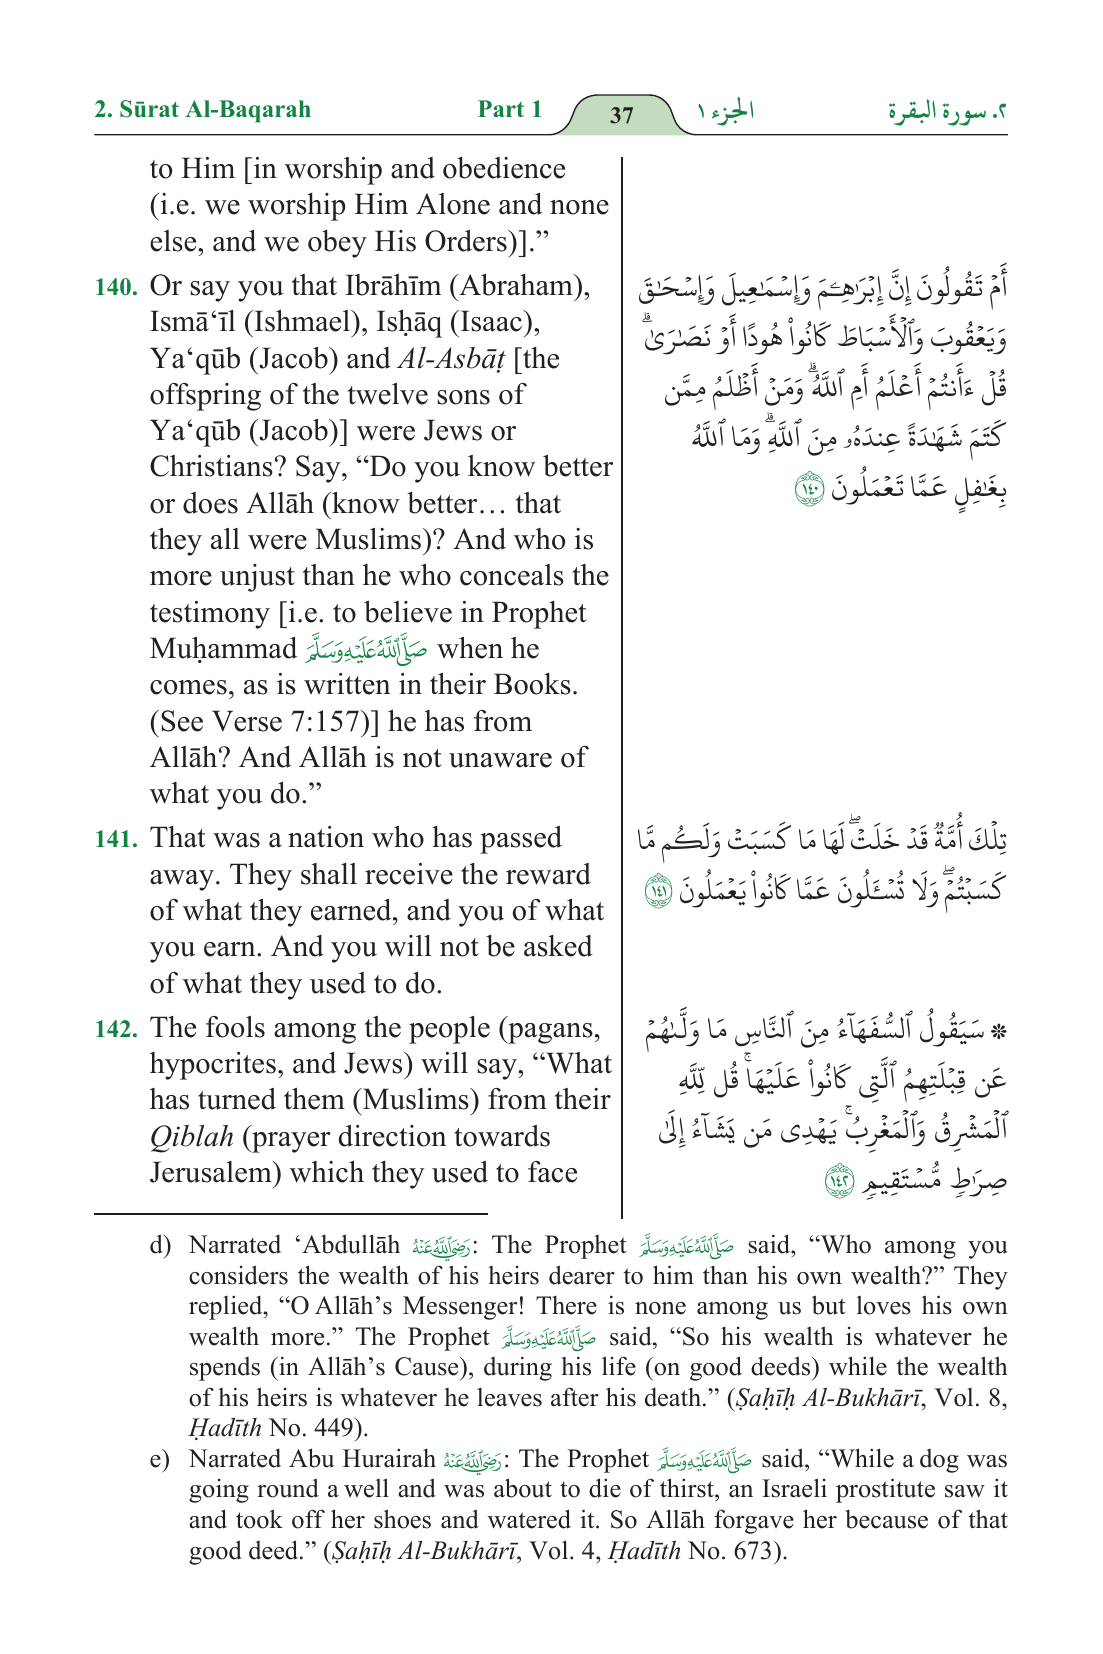 2. Sūrat Al-Baqarah Part 1 37 الجزء ١ ٢. سورة البقرة
to Him [in worship and obedience
(i.e. we worship Him Alone and none
else, and we obey His Orders)].”
140. Or say you that Ibrāhīm (Abraham),
Ismā‘īl (Ishmael), Isḥāq (Isaac),
Ya‘qūb (Jacob) and Al-Asbāṭ [the
offspring of the twelve sons of
Ya‘qūb (Jacob)] were Jews or
Christians? Say, “Do you know better
or does Allāh (know better… that
they all were Muslims)? And who is
more unjust than he who conceals the
testimony [i.e. to believe in Prophet
Muḥammad صَلَّى ٱللَّهُ عَلَيْهِ وَسَلَّمَ when he
comes, as is written in their Books.
(See Verse 7:157)] he has from
Allāh? And Allāh is not unaware of
what you do.”
141. That was a nation who has passed
away. They shall receive the reward
of what they earned, and you of what
you earn. And you will not be asked
of what they used to do.
142. The fools among the people (pagans,
hypocrites, and Jews) will say, “What
has turned them (Muslims) from their
Qiblah (prayer direction towards
Jerusalem) which they used to face
أَمۡ تَقُولُونَ إِنَّ إِبۡرَٰهِـۧمَ وَإِسۡمَٰعِيلَ وَإِسۡحَٰقَ
وَيَعۡقُوبَ وَٱلۡأَسۡبَاطَ كَانُواْ هُودًا أَوۡ نَصَٰرَىٰۗ
قُلۡ ءَأَنتُمۡ أَعۡلَمُ أَمِ ٱللَّهُۗ وَمَنۡ أَظۡلَمُ مِمَّن
كَتَمَ شَهَٰدَةً عِندَهُۥ مِنَ ٱللَّهِۗ وَمَا ٱللَّهُ
بِغَٰفِلٍ عَمَّا تَعۡمَلُونَ ١٤٠
تِلۡكَ أُمَّةٞ قَدۡ خَلَتۡۖ لَهَا مَا كَسَبَتۡ وَلَكُم مَّا
كَسَبۡتُمۡۖ وَلَا تُسۡـَٔلُونَ عَمَّا كَانُواْ يَعۡمَلُونَ ١٤١
۞ سَيَقُولُ ٱلسُّفَهَآءُ مِنَ ٱلنَّاسِ مَا وَلَّىٰهُمۡ
عَن قِبۡلَتِهِمُ ٱلَّتِي كَانُواْ عَلَيۡهَاۚ قُل لِّلَّهِ
ٱلۡمَشۡرِقُ وَٱلۡمَغۡرِبُۚ يَهۡدِي مَن يَشَآءُ إِلَىٰ
صِرَٰطٖ مُّسۡتَقِيمٖ ١٤٢
d) Narrated ‘Abdullāh رَضِيَ ٱللَّهُ عَنْهُ: The Prophet صَلَّى ٱللَّهُ عَلَيْهِ وَسَلَّمَ said, “Who among you
considers the wealth of his heirs dearer to him than his own wealth?” They
replied, “O Allāh’s Messenger! There is none among us but loves his own
wealth more.” The Prophet صَلَّى ٱللَّهُ عَلَيْهِ وَسَلَّمَ said, “So his wealth is whatever he
spends (in Allāh’s Cause), during his life (on good deeds) while the wealth
of his heirs is whatever he leaves after his death.” (Ṣaḥīḥ Al-Bukhārī, Vol. 8,
Ḥadīth No. 449).
e) Narrated Abu Hurairah رَضِيَ ٱللَّهُ عَنْهُ: The Prophet صَلَّى ٱللَّهُ عَلَيْهِ وَسَلَّمَ said, “While a dog was
going round a well and was about to die of thirst, an Israeli prostitute saw it
and took off her shoes and watered it. So Allāh forgave her because of that
good deed.” (Ṣaḥīḥ Al-Bukhārī, Vol. 4, Ḥadīth No. 673).